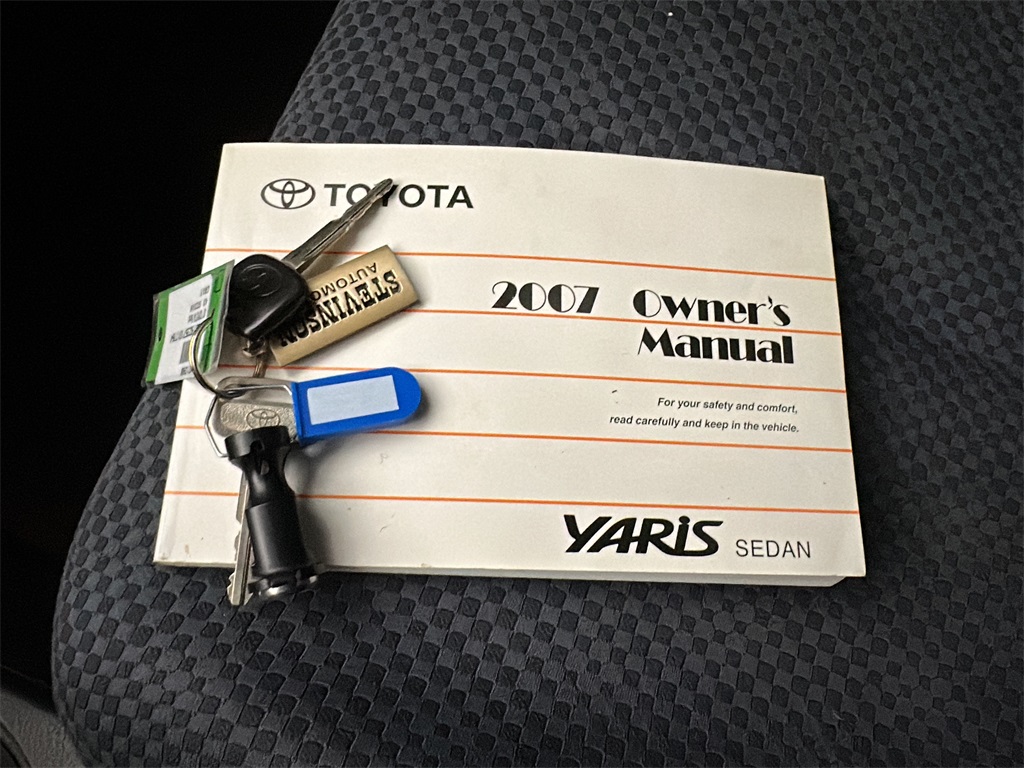 TOYOTA
2007 Owner's
Manual
For your safety and comfort,
read carefully and keep in the vehicle.
YARiS SEDAN
STEVINSON